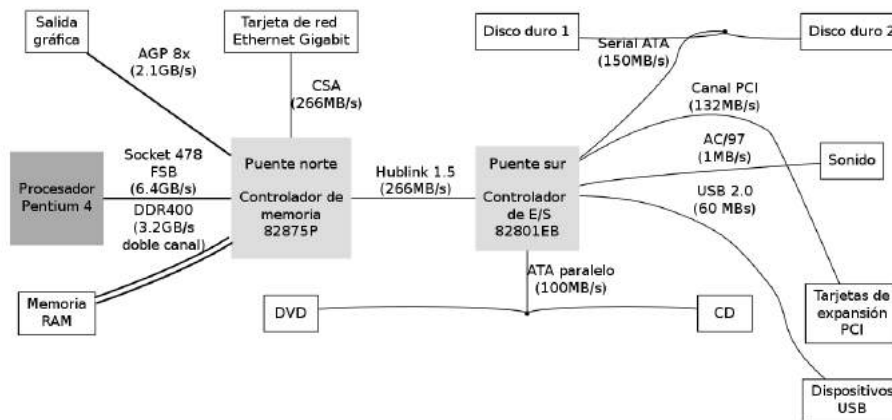 Salida
gráfica
Tarjeta de red
Ethernet Gigabit
Disco duro 1
Disco duro 2
Serial ATA
(150MB/s)
AGP 8x
(2.1GB/s)
CSA
(266MB/s)
Canal PCI
(132MB/s)
AC/97
(1MB/s)
Sonido
Procesador
Pentium 4
Socket 478
FSB
(6.4GB/s)
DDR400
(3.2GB/s
doble canal)
Puente norte
Controlador de
memoria
82875P
Hublink 1.5
(266MB/s)
Puente sur
Controlador
de E/S
82801EB
USB 2.0
(60 MBs)
ATA paralelo
(100MB/s)
Memoria
RAM
DVD
CD
Tarjetas de
expansión
PCI
Dispositivos
USB